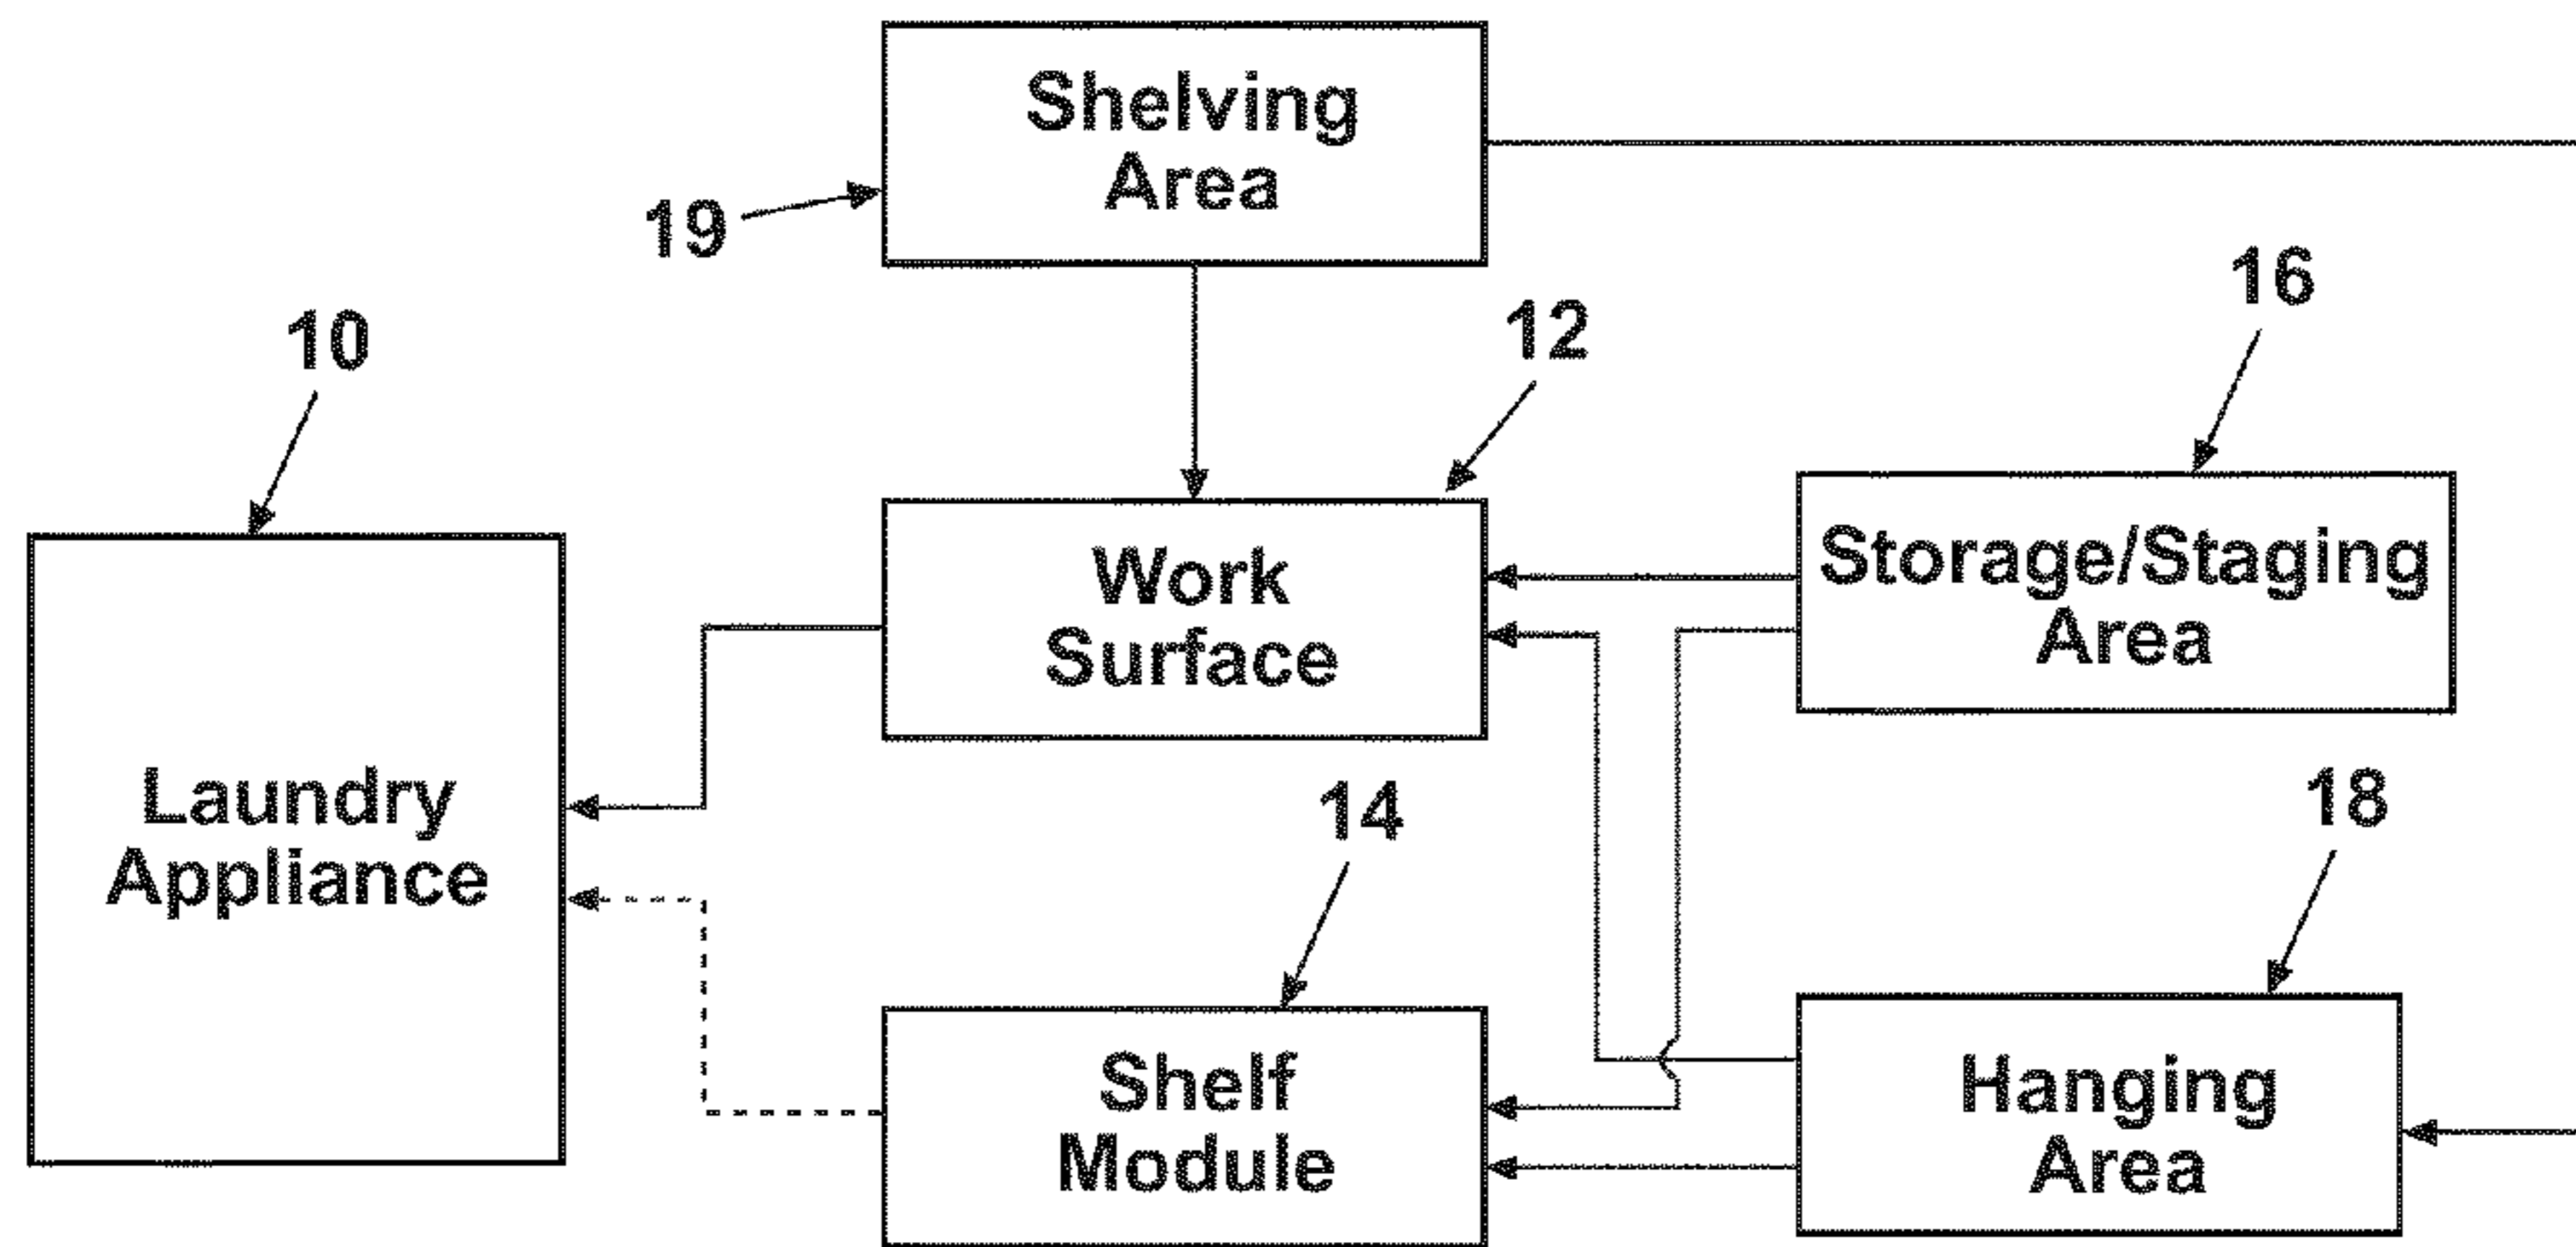 Shelving
Area
19
16
12
10
Work
Surface
Storage/Staging
Area
Laundry
Appliance
14
18
Shelf
Module
Hanging
Area